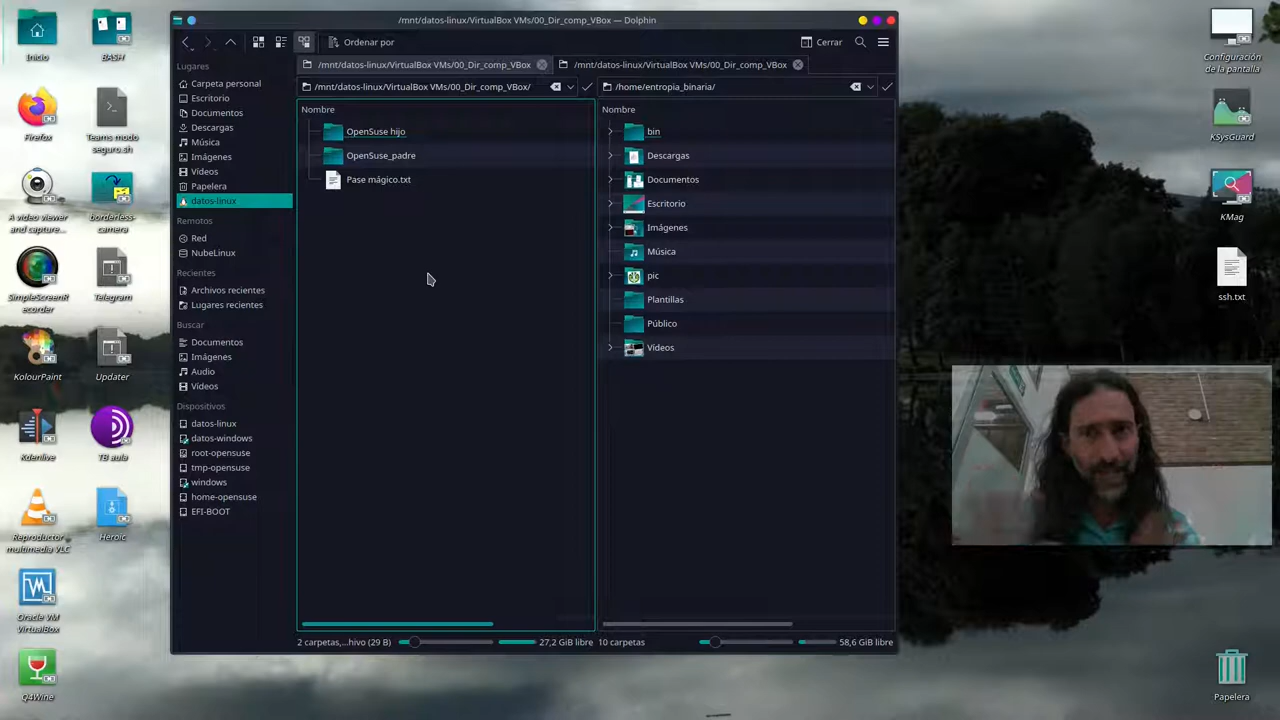 /mnt/datos-linux/VirtualBox VMs/00_Dir_comp_VBox — Dolphin
Ordenar por
Cerrar
/mnt/datos-linux/VirtualBox VMs/00_Dir_comp_VBox
/mnt/datos-linux/VirtualBox VMs/00_Dir_comp_VBox
/mnt/datos-linux/VirtualBox VMs/00_Dir_comp_VBox/
/home/entropia_binaria/
Lugares
Carpeta personal
Escritorio
Documentos
Descargas
Música
Imágenes
Vídeos
Papelera
datos-linux
Remotos
Red
NubeLinux
Recientes
Archivos recientes
Lugares recientes
Buscar
Documentos
Imágenes
Audio
Vídeos
Dispositivos
datos-linux
datos-windows
root-opensuse
tmp-opensuse
windows
home-opensuse
EFI-BOOT
Nombre
OpenSuse hijo
OpenSuse_padre
Pase mágico.txt
2 carpetas,...hivo (29 B)
27,2 GiB libre
Nombre
bin
Descargas
Documentos
Escritorio
Imágenes
Música
pic
Plantillas
Público
Vídeos
10 carpetas
58,6 GiB libre
Inicio
BASH
Firefox
Teams modo
seguro.sh
A video viewer
and capture...
borderless-
camera
SimpleScreenR
ecorder
Telegram
KolourPaint
Updater
Kdenlive
TB aula
Reproductor
multimedia VLC
Heroic
Oracle VM
VirtualBox
Q4Wine
Configuración
de la pantalla
KSysGuard
KMag
ssh.txt
Papelera